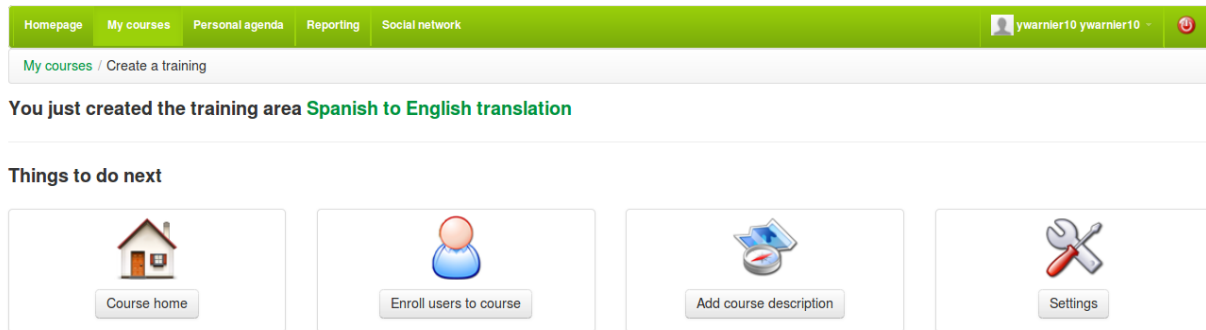 Homepage My courses Personal agenda Reporting Social network ywarnier10 ywarnier10
My courses / Create a training
You just created the training area Spanish to English translation
Things to do next
Course home Enroll users to course Add course description Settings